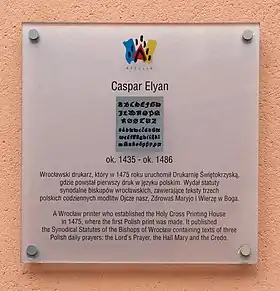 Caspar Elyan
ok. 1435 - ok. 1486
Wrocławski drukarz, który w 1475 roku uruchomił Drukarnię Świętokrzyską,
gdzie powstał pierwszy druk w języku polskim. Wydał statuty
synodalne biskupów wrocławskich, zawierające teksty trzech
polskich codziennych modlitw Ojcze nasz, Zdrowaś Maryjo i Wierzę w Boga.
A Wrocław printer who established the Holy Cross Printing House
in 1475, where the first Polish print was made. It published
the Synodical Statutes of the Bishops of Wrocław containing texts of three
Polish daily prayers: the Lord's Prayer, the Hail Mary and the Credo.